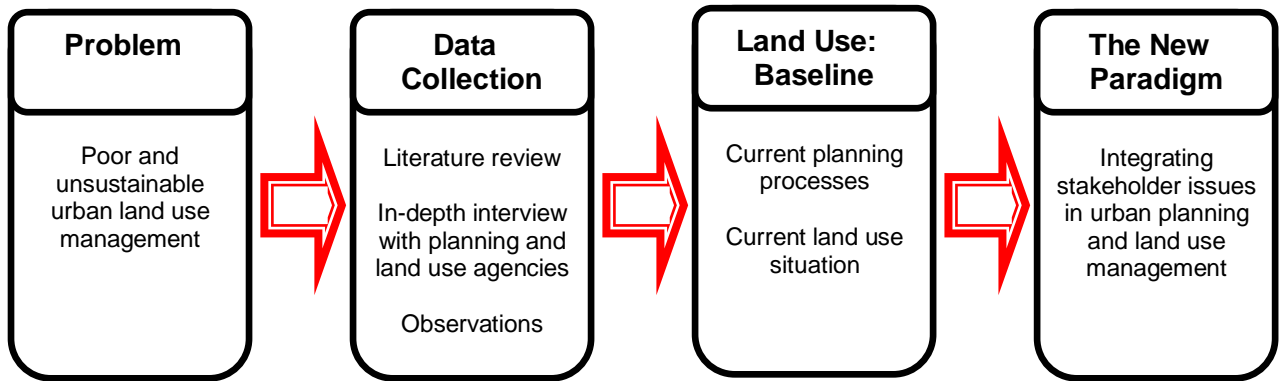 Problem
Poor and
unsustainable
urban land use
management
Data
Collection
Literature review
In-depth interview
with planning and
land use agencies
Observations
Land Use:
Baseline
Current planning
processes
Current land use
situation
The New
Paradigm
Integrating
stakeholder issues
in urban planning
and land use
management